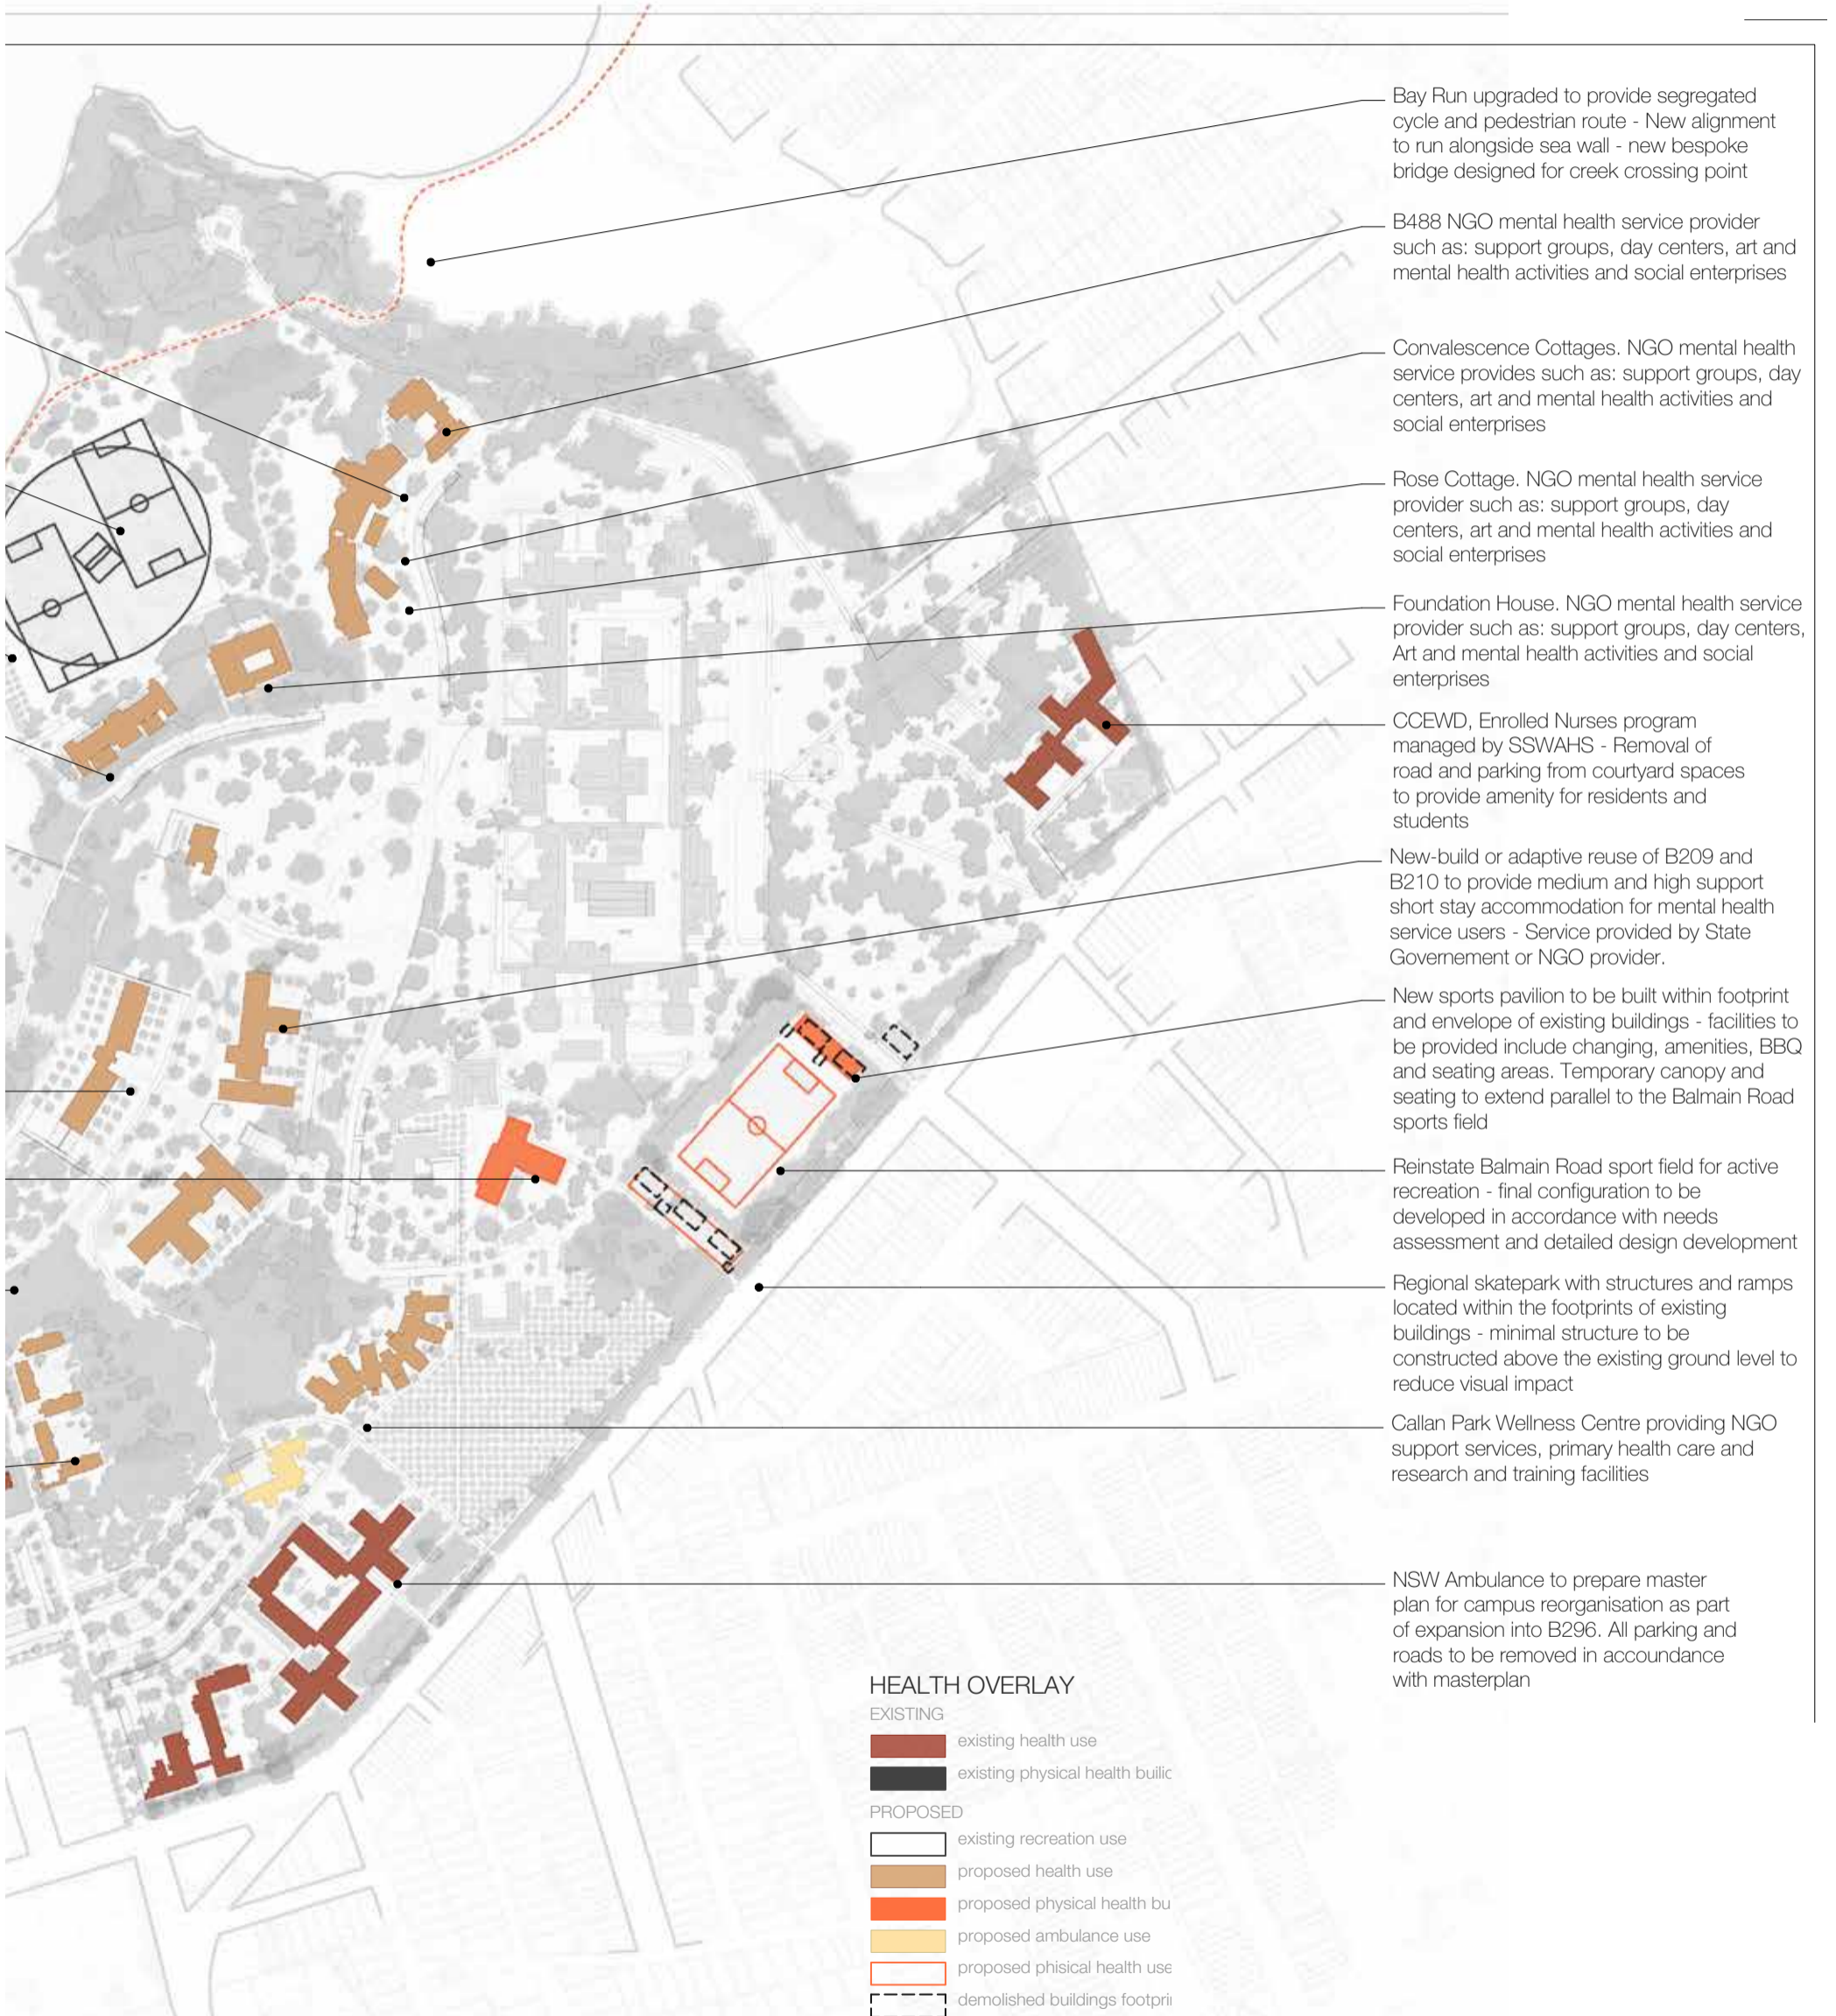 Bay Run upgraded to provide segregated
cycle and pedestrian route - New alignment
to run alongside sea wall - new bespoke
bridge designed for creek crossing point
B488 NGO mental health service provider
such as: support groups, day centers, art and
mental health activities and social enterprises
Convalescence Cottages. NGO mental health
service provides such as: support groups, day
centers, art and mental health activities and
social enterprises
Rose Cottage. NGO mental health service
provider such as: support groups, day
centers, art and mental health activities and
social enterprises
Foundation House. NGO mental health service
provider such as: support groups, day centers,
Art and mental health activities and social
enterprises
CCEWD, Enrolled Nurses program
managed by SSWAHS - Removal of
road and parking from courtyard spaces
to provide amenity for residents and
students
New-build or adaptive reuse of B209 and
B210 to provide medium and high support
short stay accommodation for mental health
service users - Service provided by State
Governement or NGO provider.
New sports pavilion to be built within footprint
and envelope of existing buildings - facilities to
be provided include changing, amenities, BBQ
and seating areas. Temporary canopy and
seating to extend parallel to the Balmain Road
sports field
Reinstate Balmain Road sport field for active
recreation - final configuration to be
developed in accordance with needs
assessment and detailed design development
Regional skatepark with structures and ramps
located within the footprints of existing
buildings - minimal structure to be
constructed above the existing ground level to
reduce visual impact
Callan Park Wellness Centre providing NGO
support services, primary health care and
research and training facilities
NSW Ambulance to prepare master
plan for campus reorganisation as part
of expansion into B296. All parking and
roads to be removed in accoundance
with masterplan
HEALTH OVERLAY
EXISTING
existing health use
existing physical health builic
PROPOSED
existing recreation use
proposed health use
proposed physical health bu
proposed ambulance use
proposed phisical health use
demolished buildings footpri